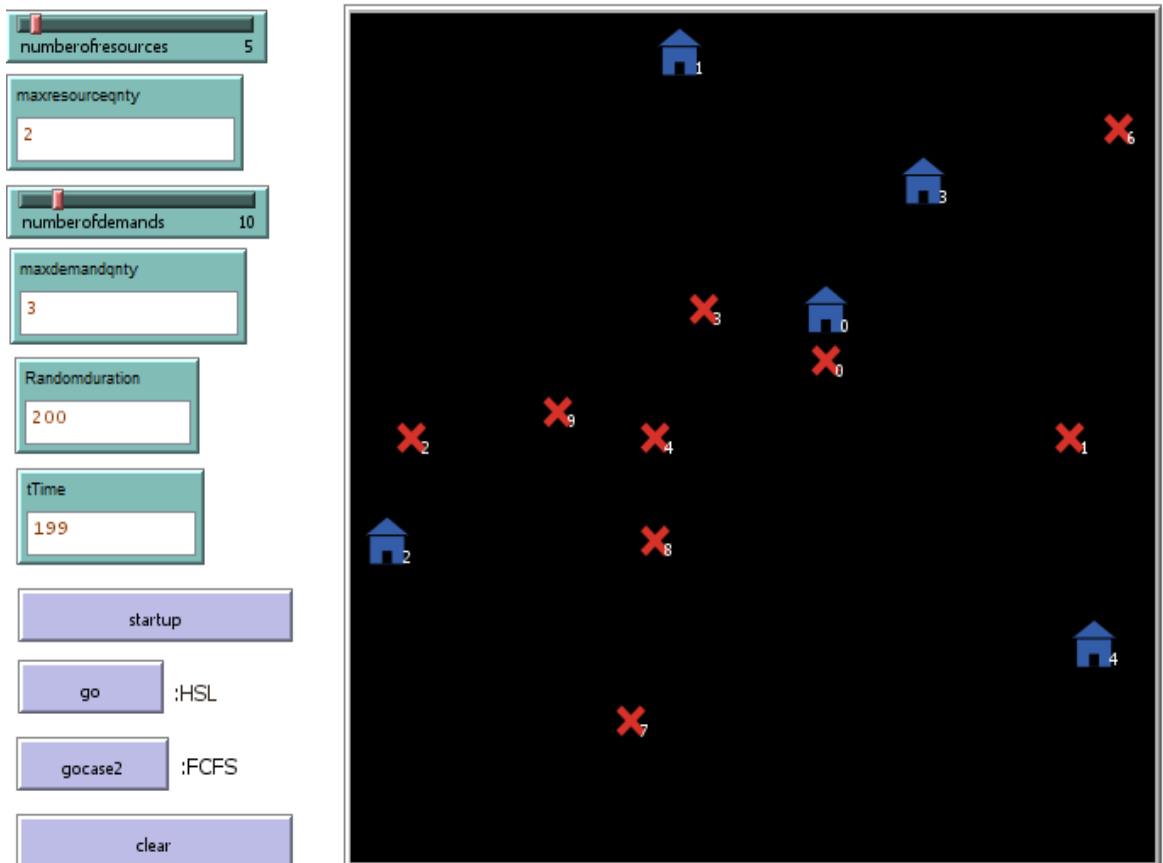 numberofresources 5
maxresourceqnty
2
numberofdemands 10
maxdemandqnty
3
Randomduration
200
tTime
199
startup
go :HSL
gocase2 :FCFS
clear
1
6
3
3
0
0
9
2
4
1
2
8
4
7